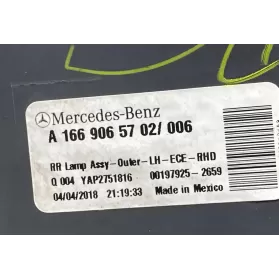 Mercedes-Benz
A 166 906 57 02/ 006
RR Lamp Assy-Outer-LH-ECE-RHD
Q 004 YAP2751816 00197925-2659
04/04/2018 21:19:33 Made in Mexico